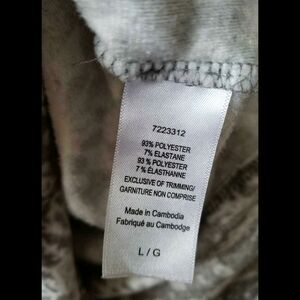 7223312
93% POLYESTER
7% ELASTANE
93 % POLYESTER
7 % ÉLASTHANNE
EXCLUSIVE OF TRIMMING/
GARNITURE NON COMPRISE
Made in Cambodia
Fabriqué au Cambodge
L / G